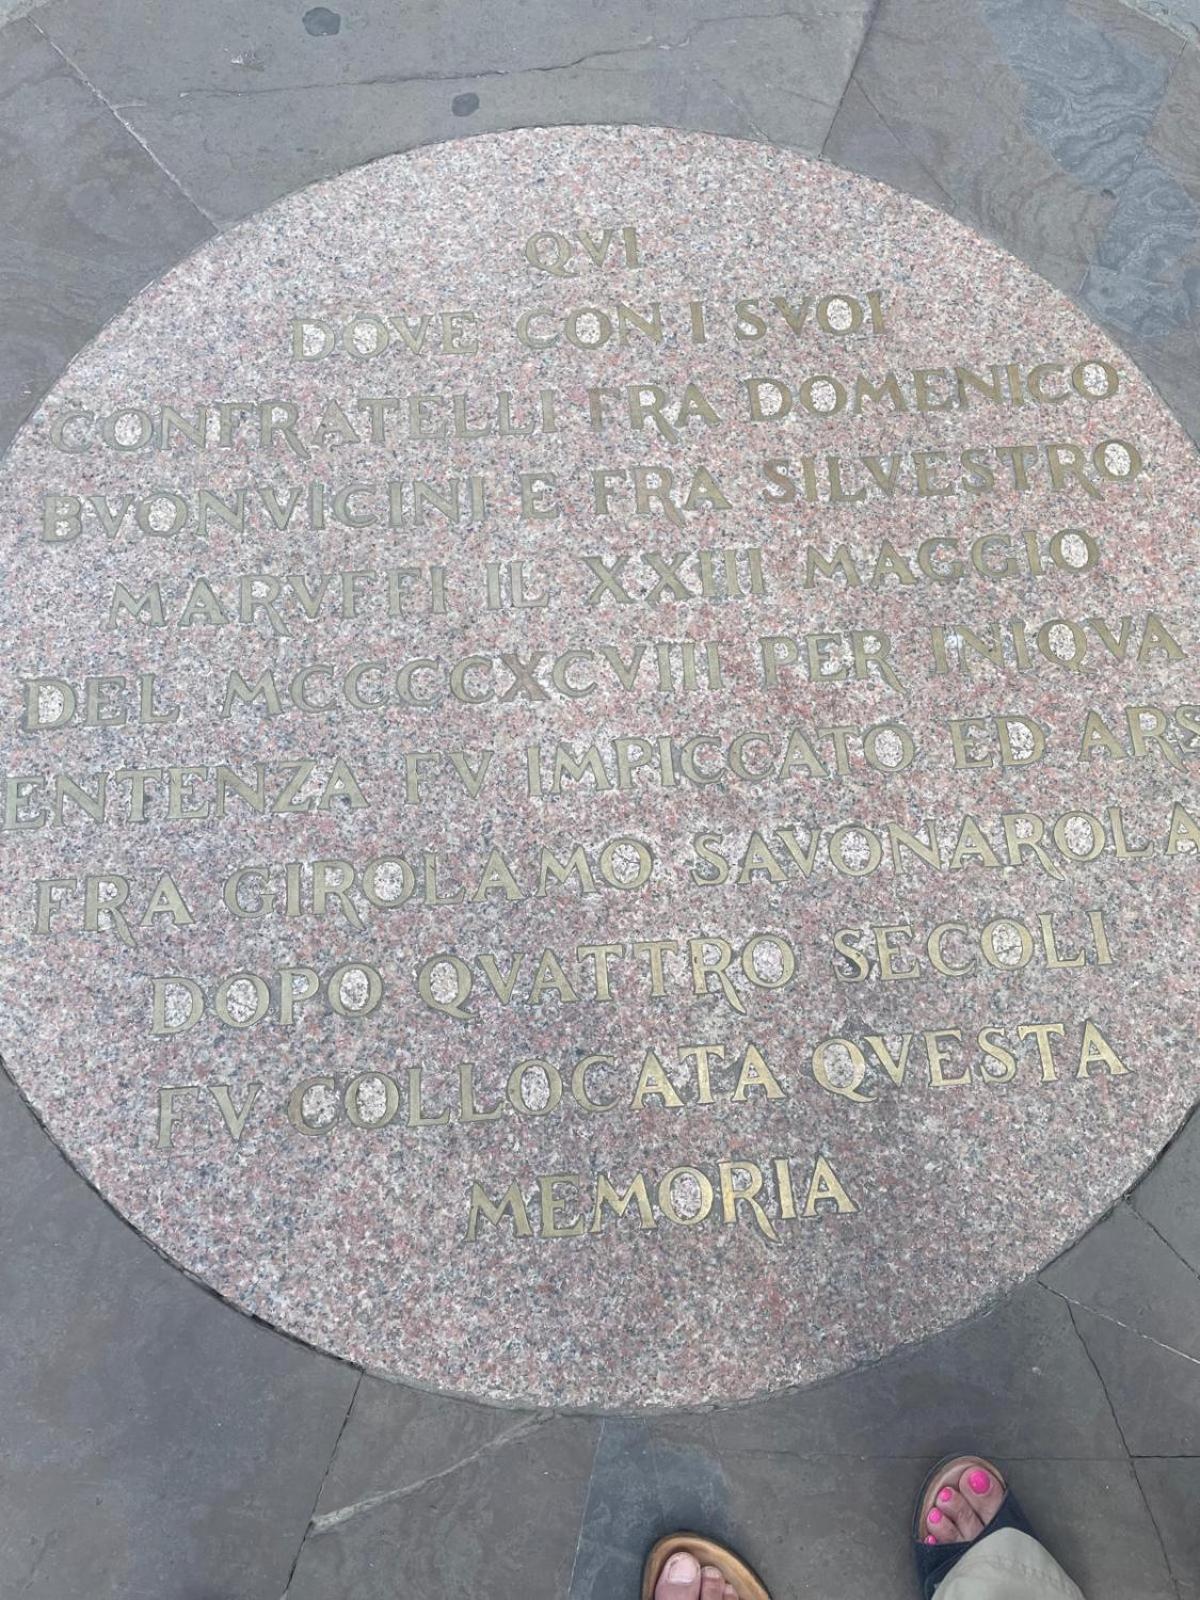 QVI
DOVE CON I SVOI
CONFRATELLI FRA DOMENICO
BVONVICINI E FRA SILVESTRO
MARVFFI IL XXIII MAGGIO
DEL MCCCCXCVIII PER INIQVA
ENTENZA FV IMPICCATO ED ARS
FRA GIROLAMO SAVONAROLA
DOPO QVATTRO SECOLI
FV COLLOCATA QVESTA
MEMORIA